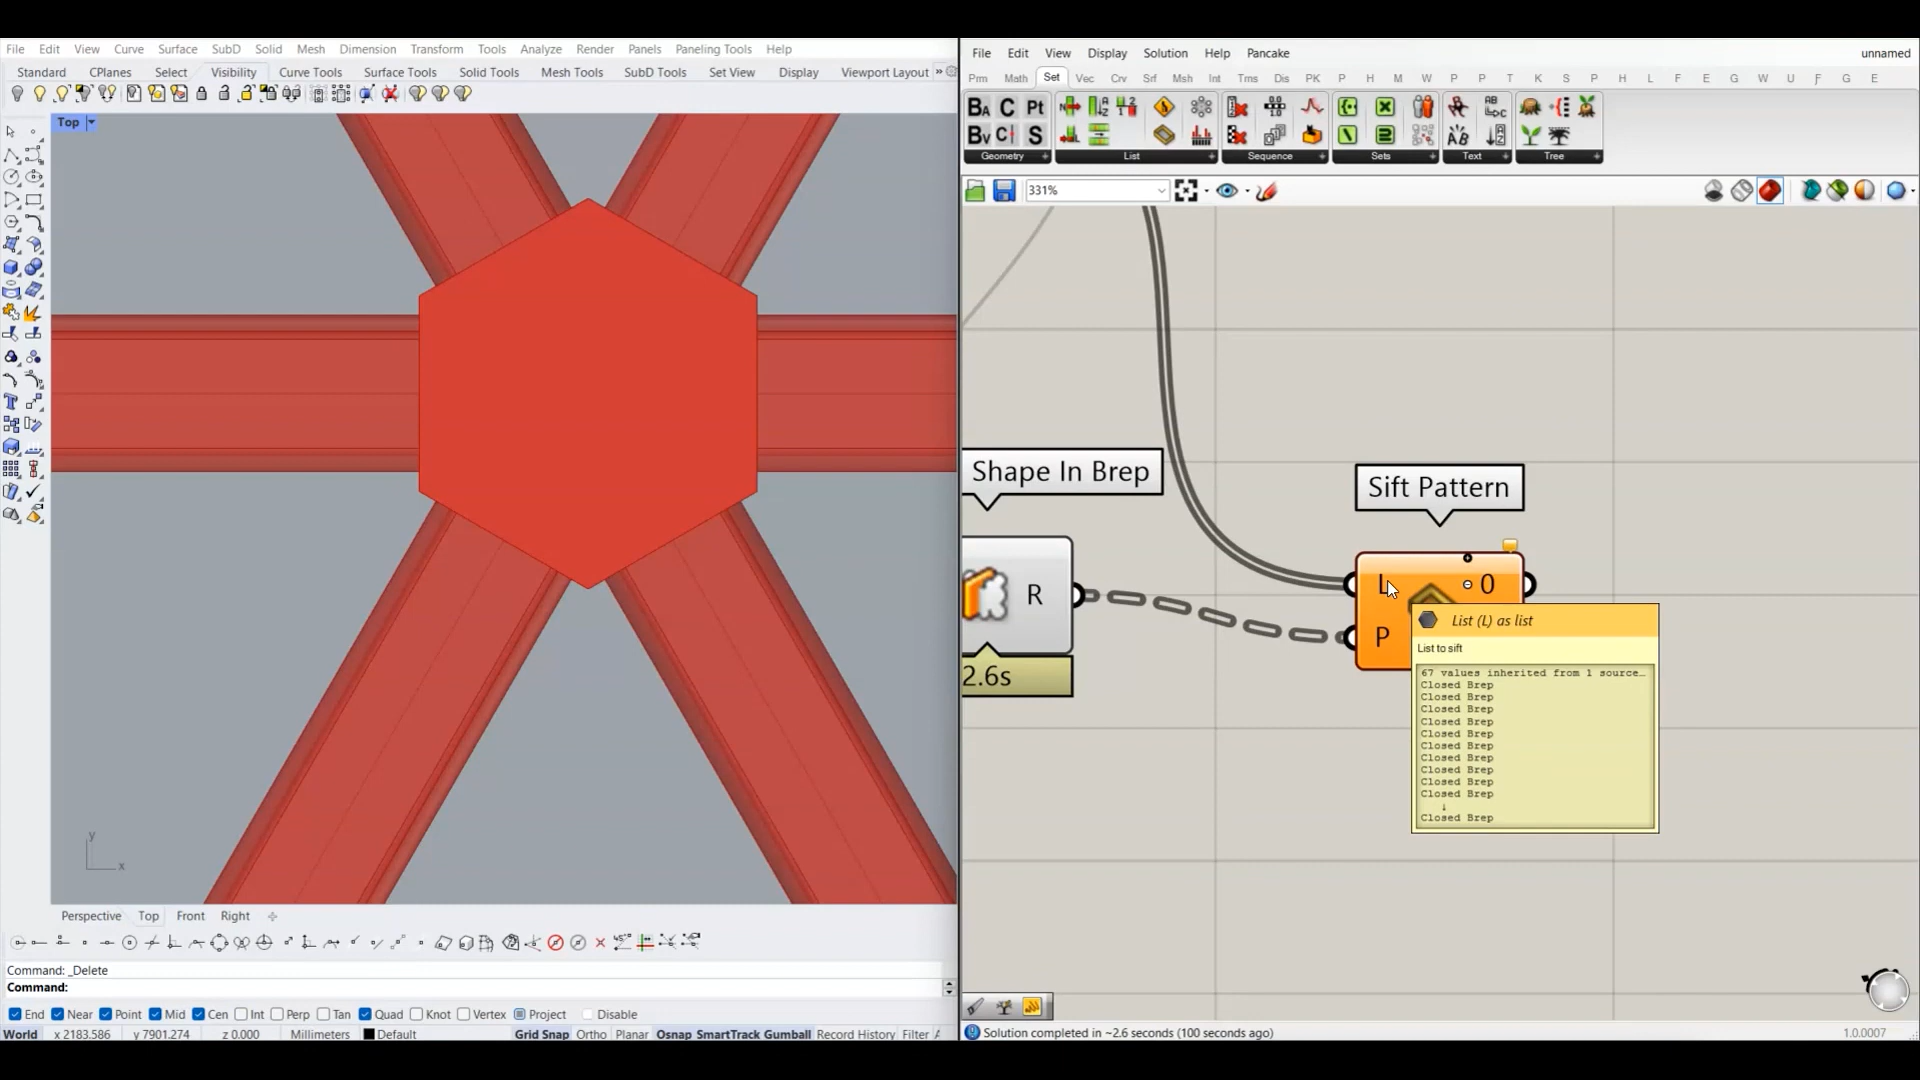 File Edit View Curve Surface SubD Solid Mesh Dimension Transform Tools Analyze Render Panels Paneling Tools Help
Standard CPlanes Select Visibility Curve Tools Surface Tools Solid Tools Mesh Tools SubD Tools Set View Display Viewport Layout »
Top
y
x
Perspective Top Front Right
Command: _Delete
Command:
End Near Point Mid Cen Int Perp Tan Quad Knot Vertex Project Disable
World x 2183.586 y 7901.274 z 0.000 Millimeters Default Grid Snap Ortho Planar Osnap SmartTrack Gumball Record History Filter
File Edit View Display Solution Help Pancake unnamed
Prm Math Set Vec Crv Srf Msh Int Trns Dis PK P H M W P P T K S P H L F E G W U F G E
Geometry List Sequence Sets Text Tree
331%
Shape In Brep
R
2.6s
Sift Pattern
L 0
P
List (L) as list
List to sift
67 values inherited from 1 source…
Closed Brep
Closed Brep
Closed Brep
Closed Brep
Closed Brep
Closed Brep
Closed Brep
Closed Brep
Closed Brep
Closed Brep
↓
Closed Brep
Solution completed in ~2.6 seconds (100 seconds ago)
1.0.0007